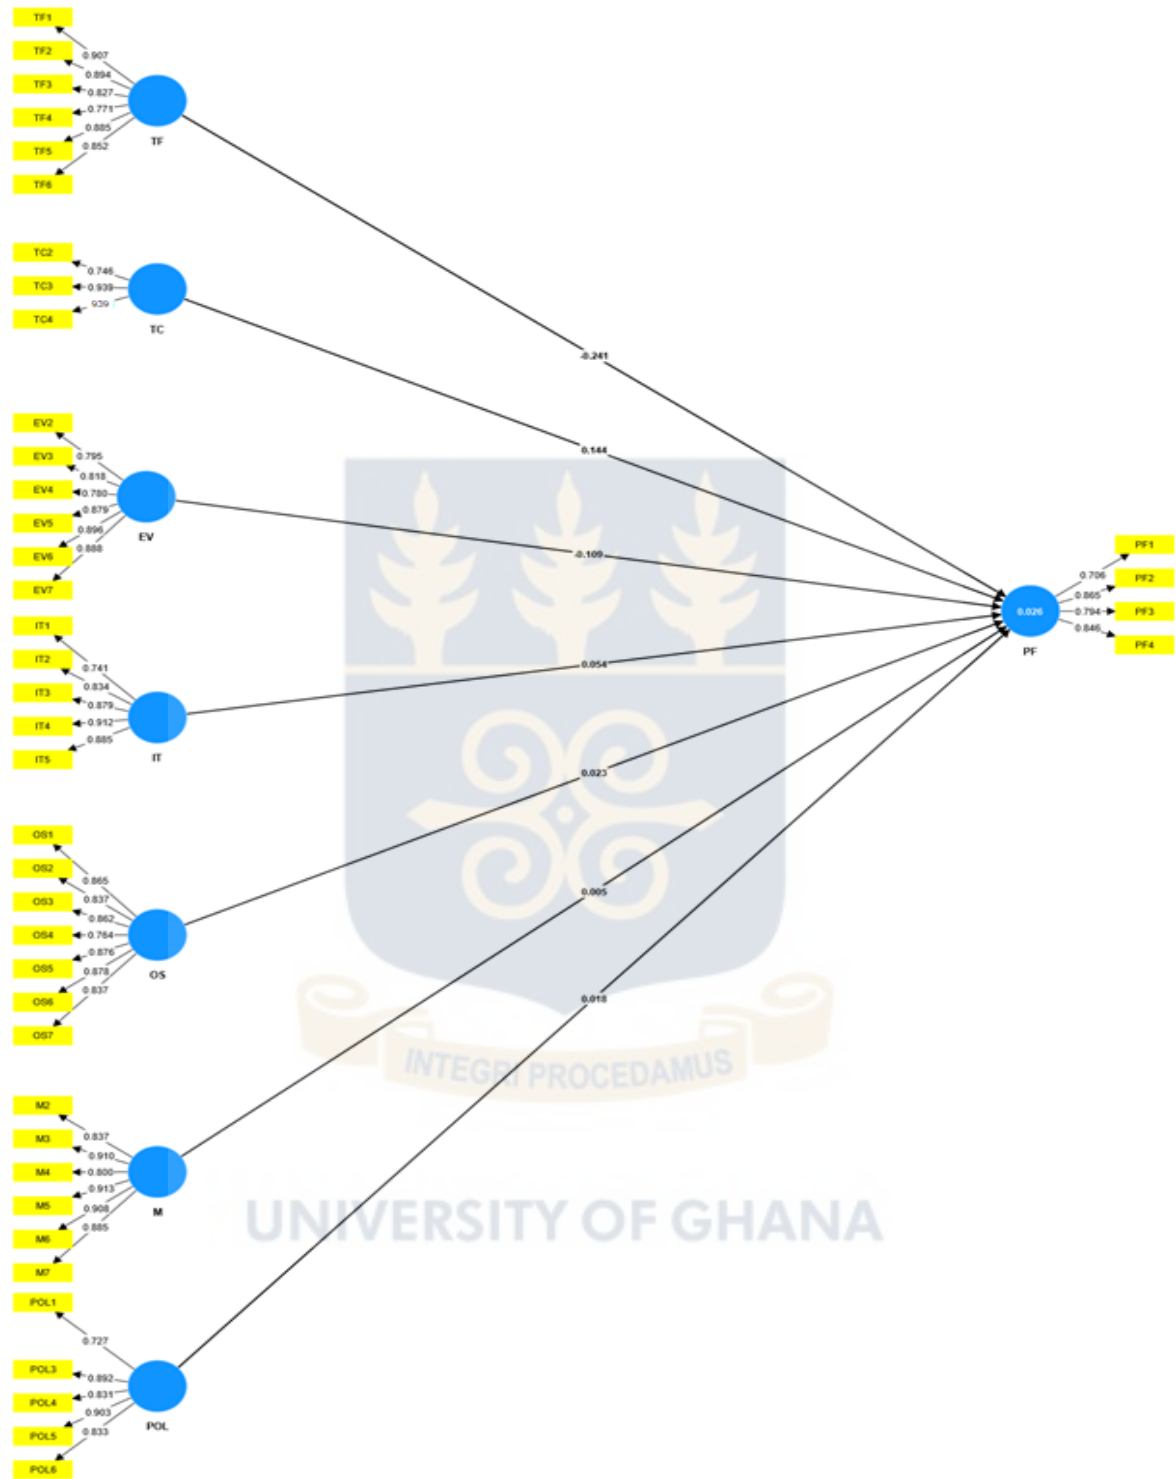 TF1
TF2
TF3
TF4
TF5
TF6
0.907
0.894
0.827
0.771
0.885
0.852
TF
TC2
TC3
TC4
0.746
0.939
939
TC
EV2
EV3
EV4
EV5
EV6
EV7
0.795
0.818
0.780
0.879
0.896
0.888
EV
IT1
IT2
IT3
IT4
IT5
0.741
0.834
0.879
0.912
0.885
IT
OS1
OS2
OS3
OS4
OS5
OS6
OS7
0.865
0.837
0.862
0.764
0.876
0.878
0.837
OS
M2
M3
M4
M5
M6
M7
0.837
0.910
0.800
0.913
0.908
0.885
M
POL1
POL3
POL4
POL5
POL6
0.727
0.892
0.831
0.903
0.833
POL
-0.241
0.144
-0.109
0.054
0.023
0.005
0.018
0.026
PF
PF1
PF2
PF3
PF4
0.706
0.865
0.794
0.846
INTEGRI PROCEDAMUS
UNIVERSITY OF GHANA